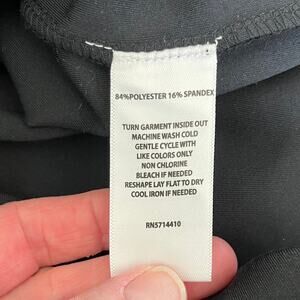 84%POLYESTER 16% SPANDEX
TURN GARMENT INSIDE OUT
MACHINE WASH COLD
GENTLE CYCLE WITH
LIKE COLORS ONLY
NON CHLORINE
BLEACH IF NEEDED
RESHAPE LAY FLAT TO DRY
COOL IRON IF NEEDED
RN5714410